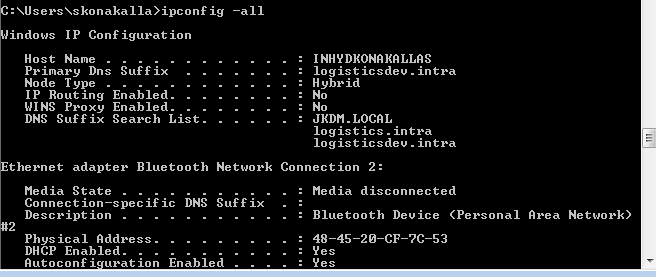 C:\Users\skonakalla>ipconfig -all
Windows IP Configuration
Host Name . . . . . . . . . . . . : INHYDKONAKALLAS
Primary Dns Suffix  . . . . . . . : logisticsdev.intra
Node Type . . . . . . . . . . . . : Hybrid
IP Routing Enabled. . . . . . . . : No
WINS Proxy Enabled. . . . . . . . : No
DNS Suffix Search List. . . . . . : JKDM.LOCAL
logistics.intra
logisticsdev.intra
Ethernet adapter Bluetooth Network Connection 2:
Media State . . . . . . . . . . . : Media disconnected
Connection-specific DNS Suffix  . :
Description . . . . . . . . . . . : Bluetooth Device (Personal Area Network)
#2
Physical Address. . . . . . . . . : 48-45-20-CF-7C-53
DHCP Enabled. . . . . . . . . . . : Yes
Autoconfiguration Enabled . . . . : Yes